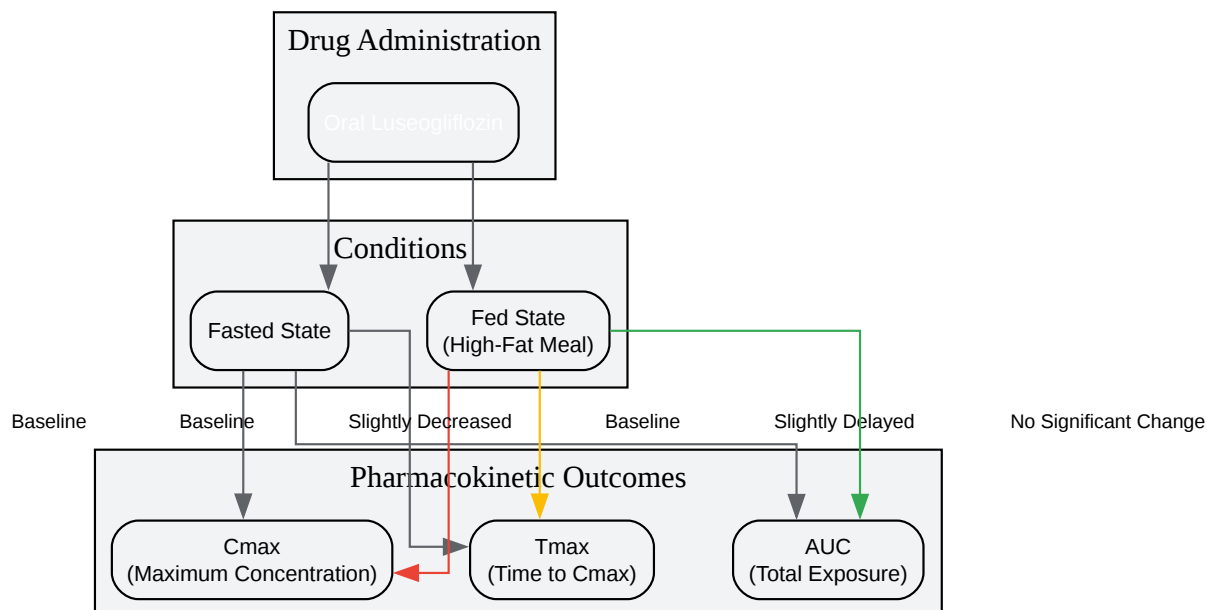 Drug Administration
Oral Luseogliflozin
Conditions
Fasted State
Fed State
(High-Fat Meal)
Baseline
Baseline
Slightly Decreased
Baseline
Slightly Delayed
No Significant Change
Pharmacokinetic Outcomes
Cmax
(Maximum Concentration)
Tmax
(Time to Cmax)
AUC
(Total Exposure)